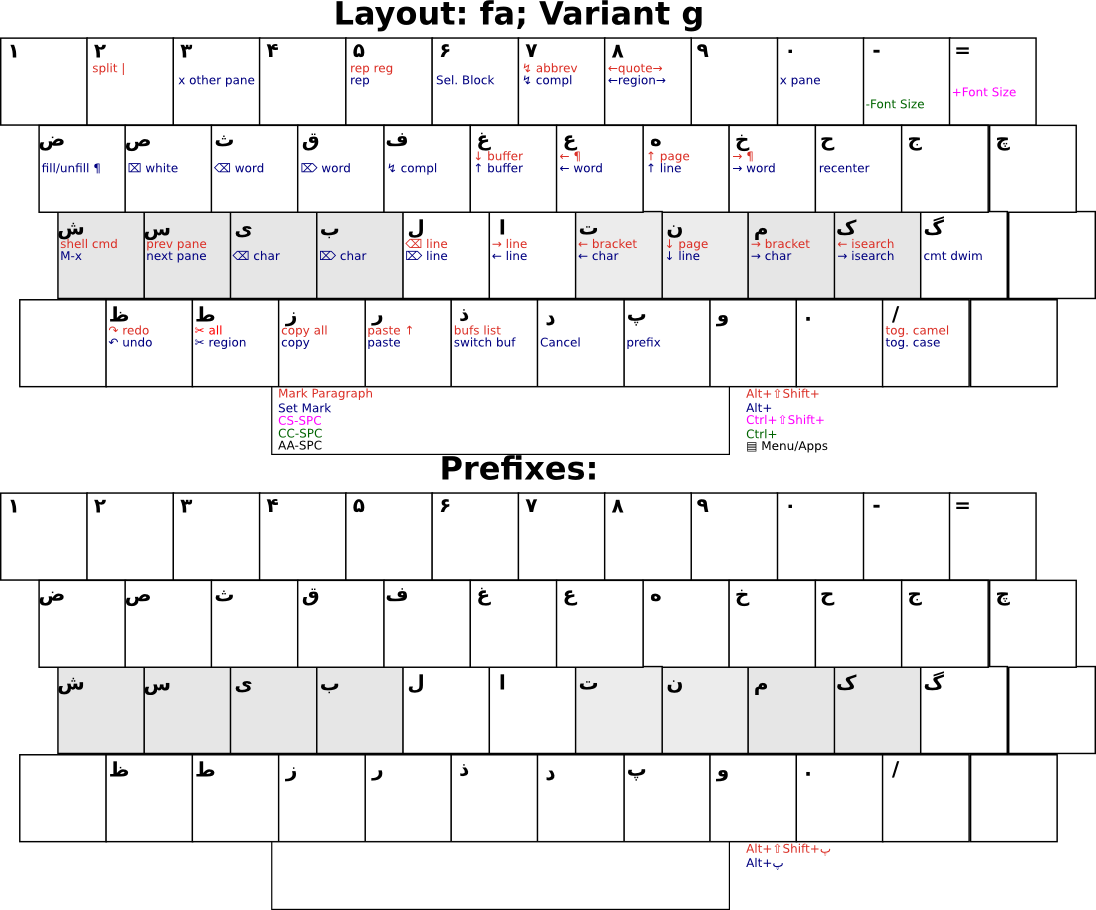 Layout: fa; Variant g
۱ ۲ ۳ ۴ ۵ ۶ ۷ ۸ ۹ ۰ - =
split | rep reg ↯ abbrev ←quote→
x other pane rep Sel. Block ↯ compl ←region→ x pane
+Font Size
-Font Size
ض ص ث ق ف غ ع ه خ ح ج چ
↓ buffer ← ¶ ↑ page → ¶
fill/unfill ¶ ⌧ white ⌫ word ⌦ word ↯ compl ↑ buffer ← word ↑ line → word recenter
ش س ی ب ل ا ت ن م ک گ
shell cmd prev pane ⌫ line → line ← bracket ↓ page → bracket ← isearch
M-x next pane ⌫ char ⌦ char ⌦ line ← line ← char ↓ line → char → isearch cmt dwim
ظ ط ز ر ذ د پ و . /
↷ redo ✂ all copy all paste ↑ bufs list tog. camel
↶ undo ✂ region copy paste switch buf Cancel prefix tog. case
Mark Paragraph Alt+⇧Shift+
Set Mark Alt+
CS-SPC Ctrl+⇧Shift+
CC-SPC Ctrl+
AA-SPC ▤ Menu/Apps
Prefixes:
۱ ۲ ۳ ۴ ۵ ۶ ۷ ۸ ۹ ۰ - =
ض ص ث ق ف غ ع ه خ ح ج چ
ش س ی ب ل ا ت ن م ک گ
ظ ط ز ر ذ د پ و . /
Alt+⇧Shift+پ
Alt+پ